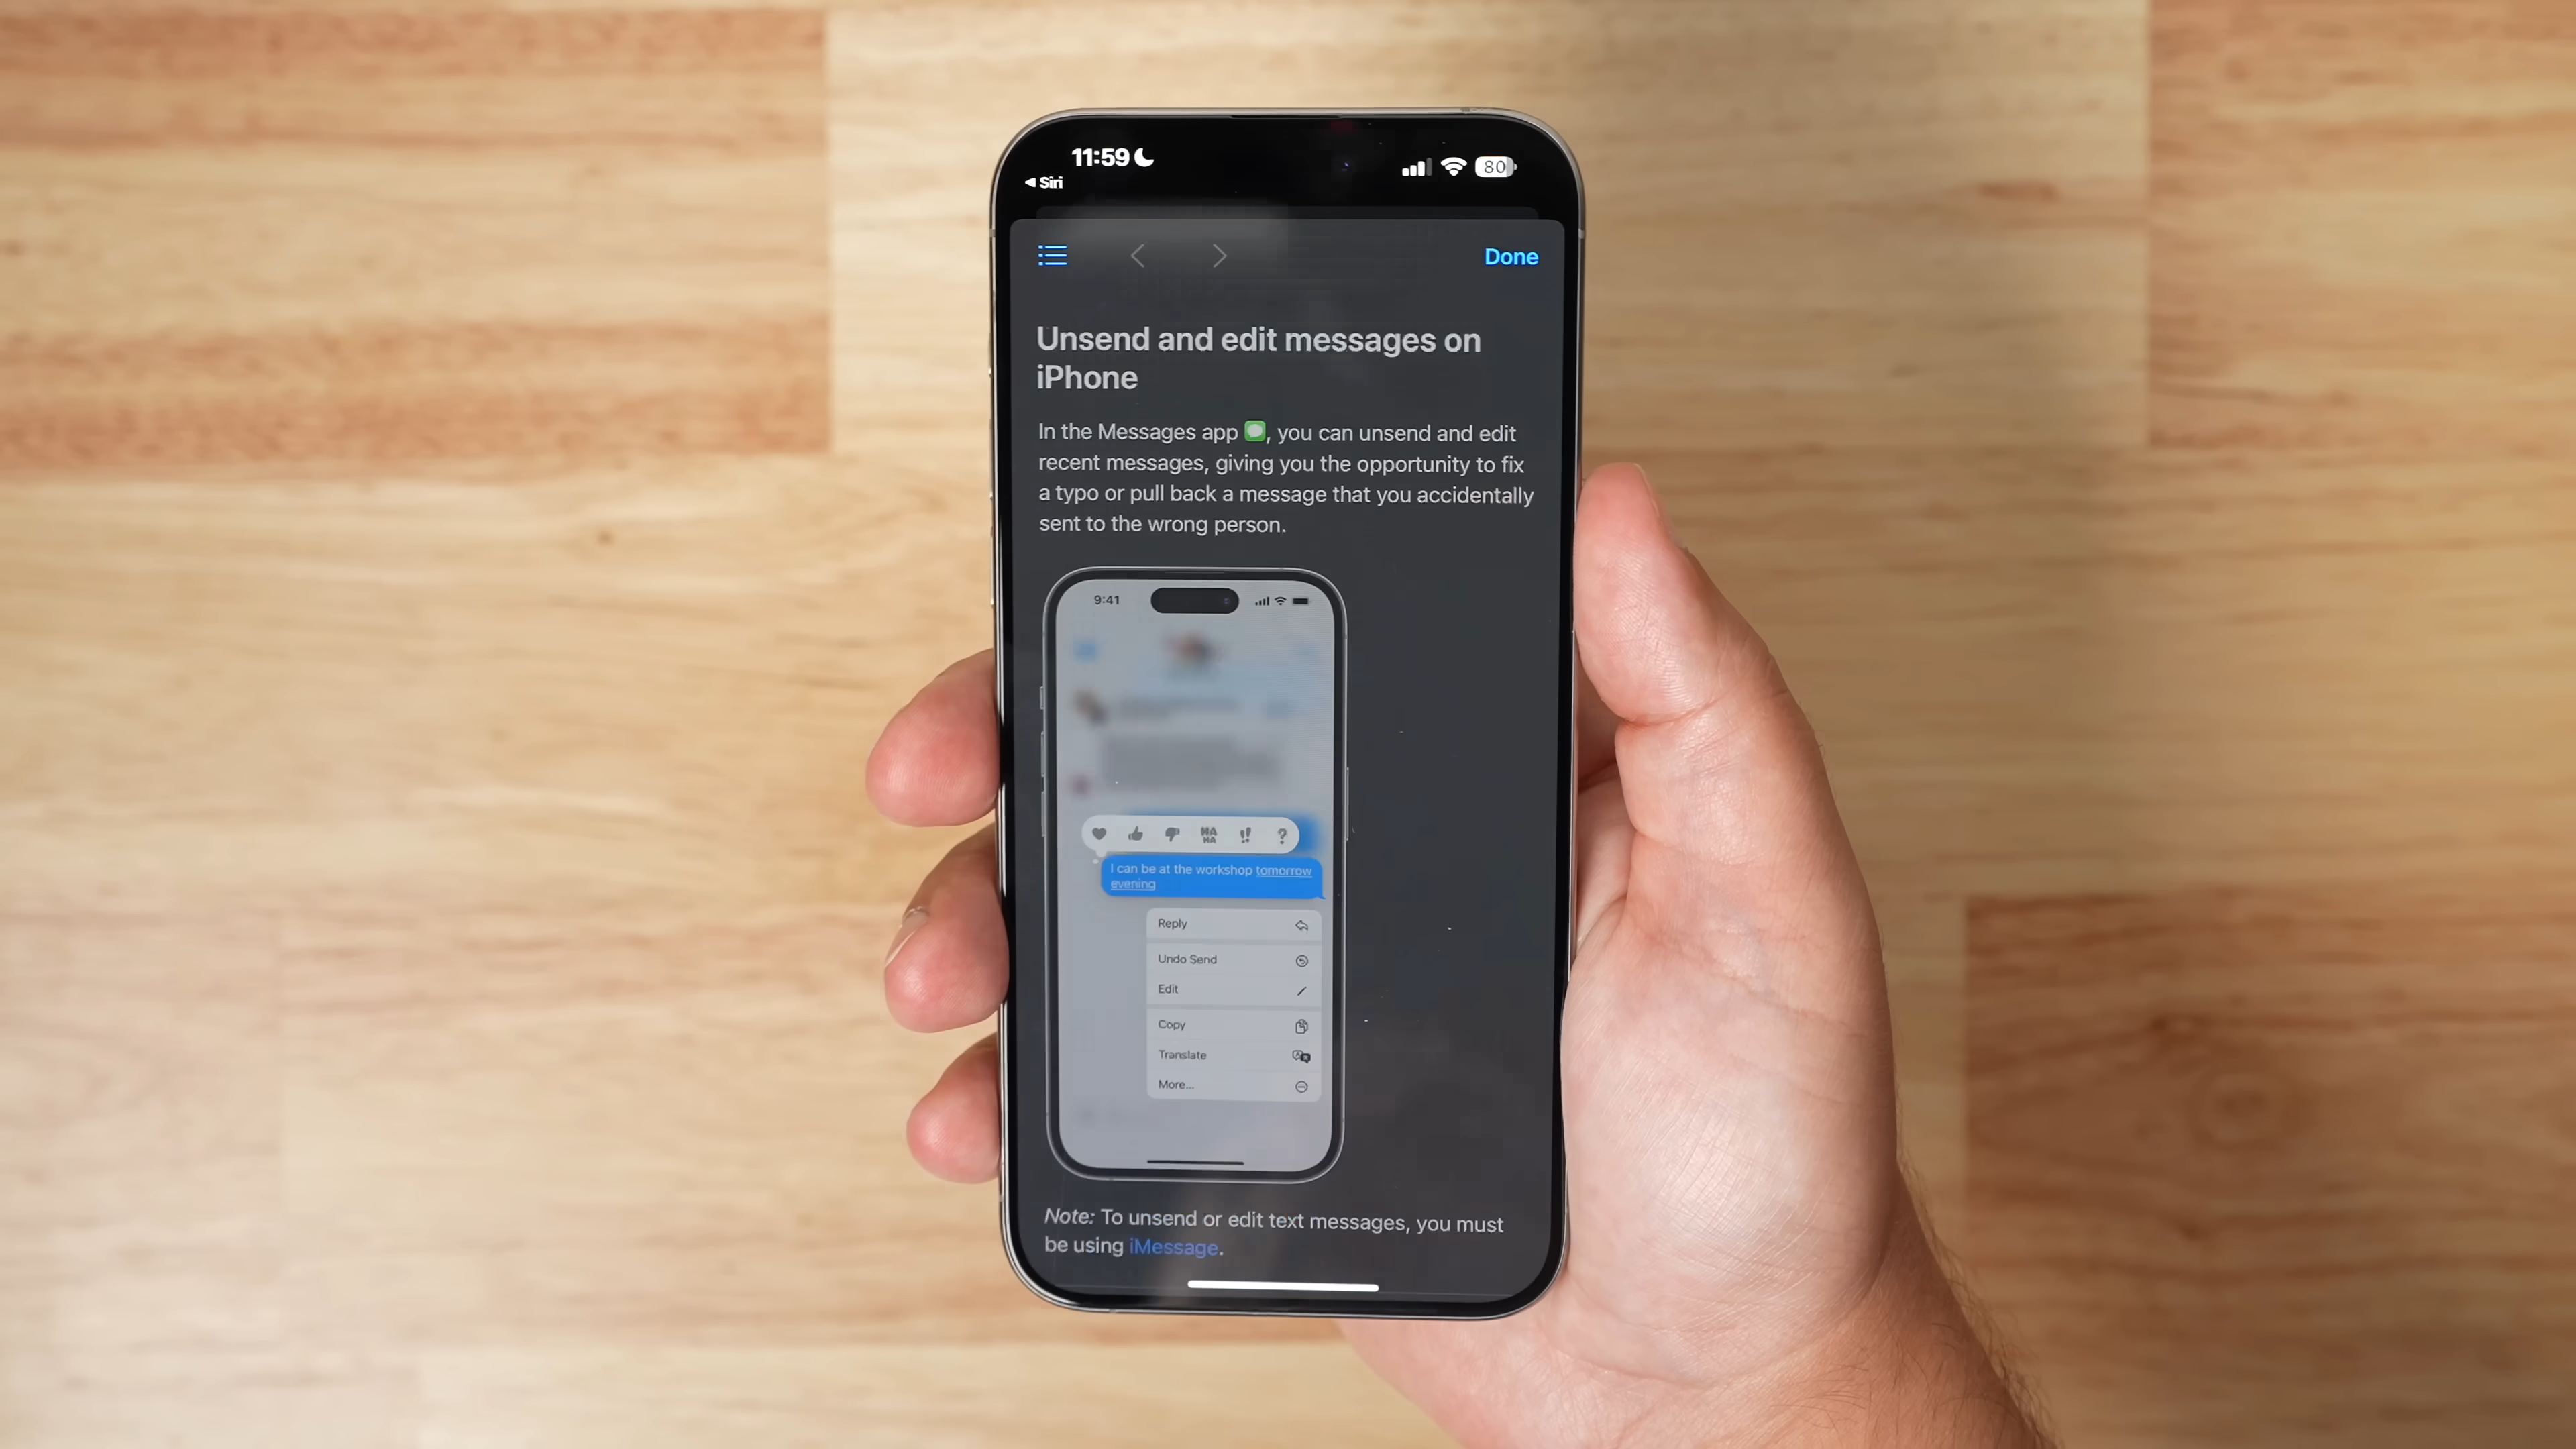 11:59
◀ Siri
80
Done
Unsend and edit messages on
iPhone
In the Messages app , you can unsend and edit
recent messages, giving you the opportunity to fix
a typo or pull back a message that you accidentally
sent to the wrong person.
9:41
HA HA
!!
?
I can be at the workshop tomorrow
evening
Reply
Undo Send
Edit
Copy
Translate
More...
Note: To unsend or edit text messages, you must
be using iMessage.